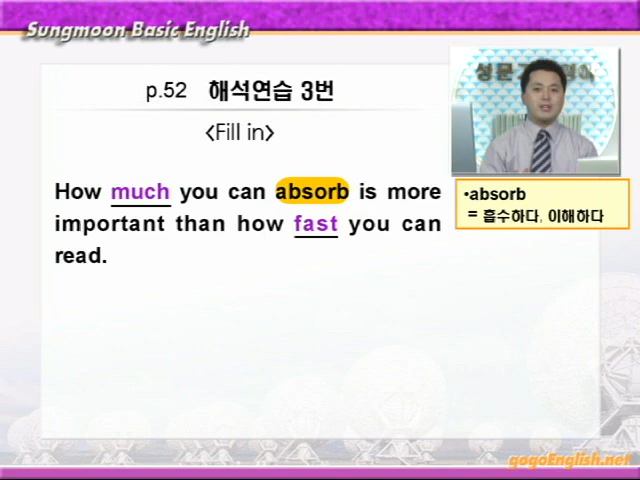 Sungmoon Basic English
p.52 해석연습 3번
<Fill in>
How much you can absorb is more
important than how fast you can
read.
•absorb
= 흡수하다, 이해하다
gogoEnglish.net